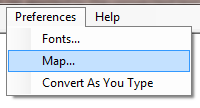 Preferences Help
Fonts...
Map...
Convert As You Type